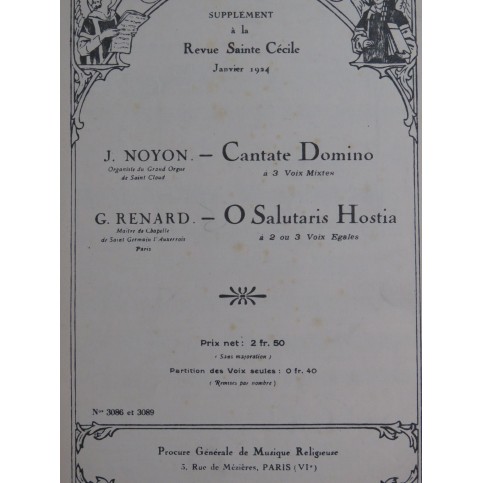 SUPPLÉMENT
à la
Revue Sainte Cécile
Janvier 1924
J. NOYON. — Cantate Domino
Organiste du Grand Orgue
de Saint Cloud
à 3 Voix Mixtes
G. RENARD. — O Salutaris Hostia
Maître de Chapelle
de Saint Germain l'Auxerrois
Paris
à 2 ou 3 Voix Egales
Prix net: 2 fr. 50
( Sans majoration )
Partition des Voix seules: 0 fr. 40
( Remises par nombre )
Nos 3086 et 3089
Procure Générale de Musique Religieuse
5, Rue de Mézières, PARIS (VIe)